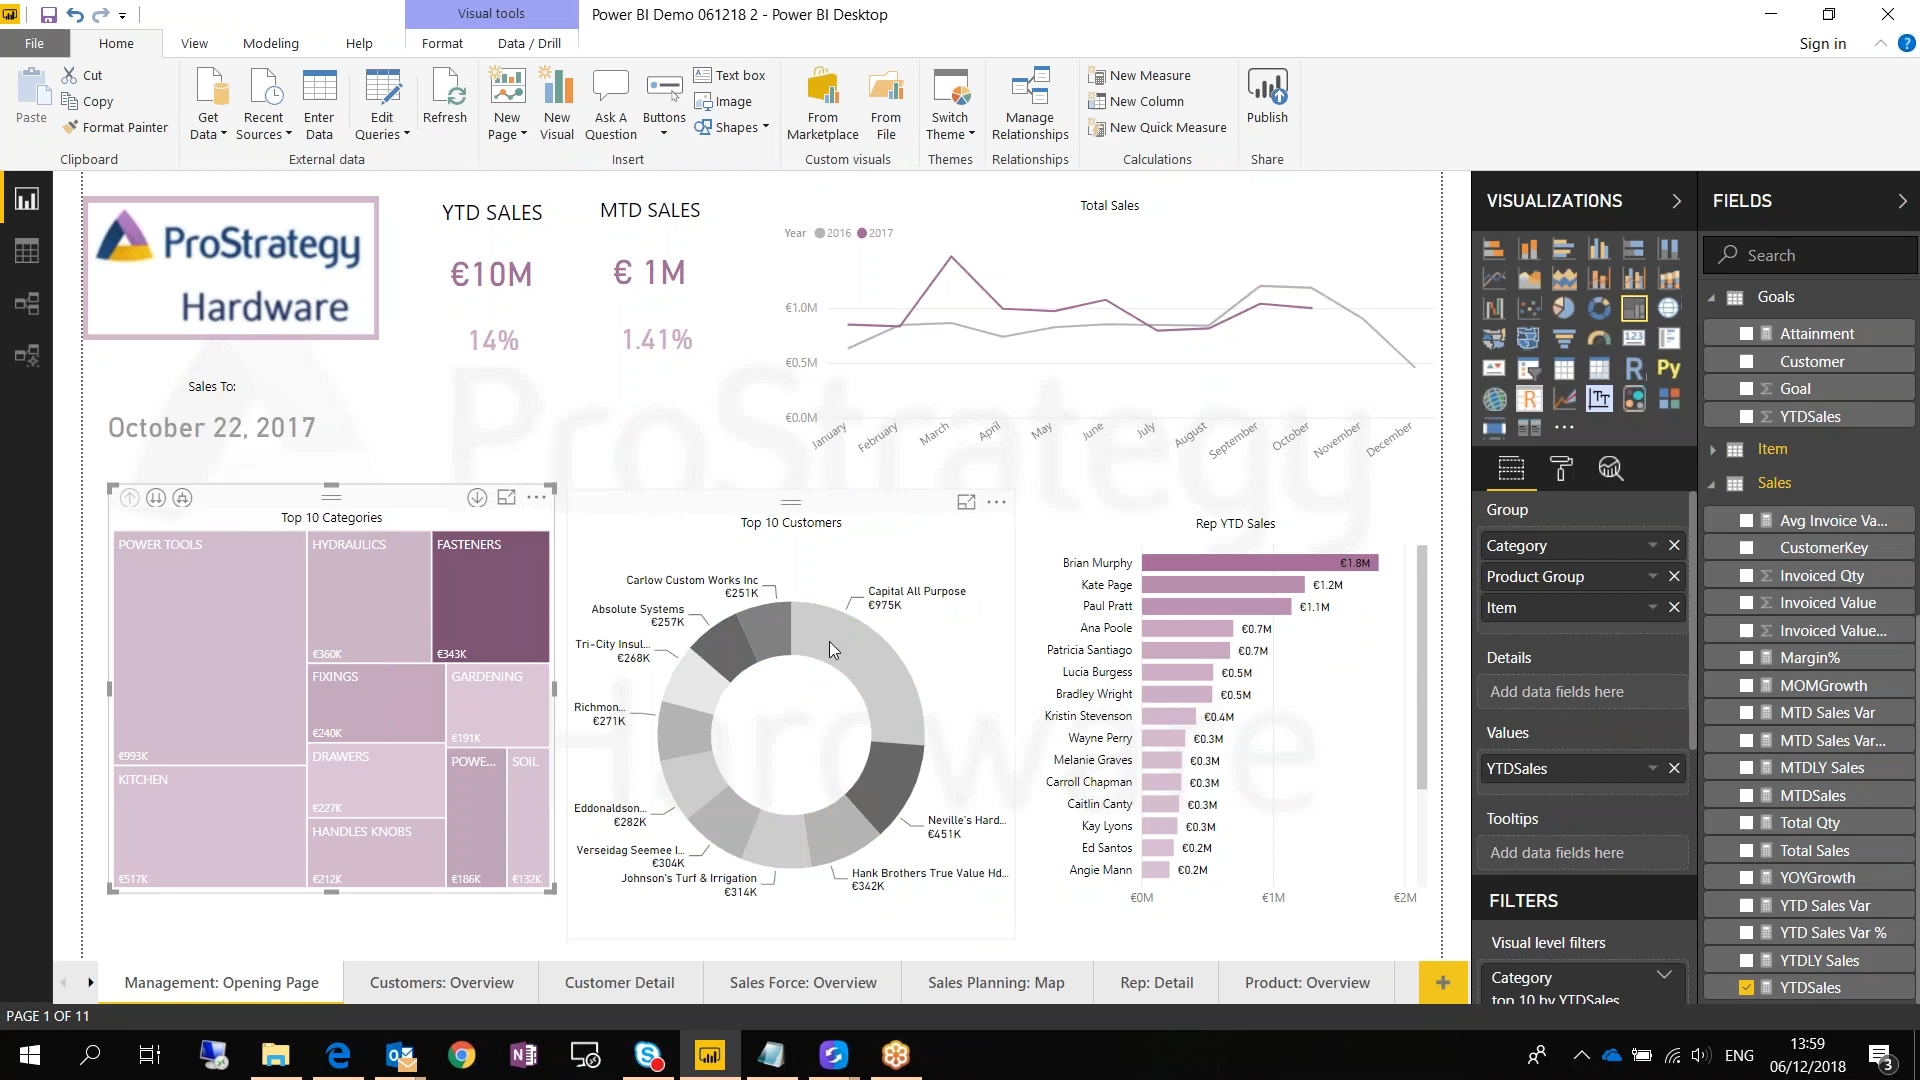 Visual tools
Power BI Demo 061218 2 - Power BI Desktop
File
Home
View
Modeling
Help
Format
Data / Drill
Sign in
?
Paste
Cut
Copy
Format Painter
Clipboard
Get Data
Recent Sources
Enter Data
Edit Queries
Refresh
External data
New Page
New Visual
Ask A Question
Buttons
Text box
Image
Shapes
Insert
From Marketplace
From File
Custom visuals
Switch Theme
Themes
Manage Relationships
Relationships
New Measure
New Column
New Quick Measure
Calculations
Publish
Share
ProStrategy
Hardware
YTD SALES
€10M
14%
MTD SALES
€ 1M
1.41%
Sales To:
October 22, 2017
Total Sales
Year 2016 2017
€1.0M
€0.5M
€0.0M
January
February
March
April
May
June
July
August
September
October
November
December
ProStrategy
Hardware
Top 10 Categories
POWER TOOLS
€993K
KITCHEN
€517K
HYDRAULICS
€360K
FASTENERS
€343K
FIXINGS
€240K
GARDENING
€191K
DRAWERS
€227K
HANDLES KNOBS
€212K
POWE...
€186K
SOIL
€132K
Top 10 Customers
Carlow Custom Works Inc
€251K
Capital All Purpose
€975K
Absolute Systems
€257K
Tri-City Insul...
€268K
Richmon...
€271K
Eddonaldson...
€282K
Verseidag Seemee I...
€304K
Johnson's Turf & Irrigation
€314K
Hank Brothers True Value Hd...
€342K
Neville's Hard...
€451K
Rep YTD Sales
Brian Murphy €1.8M
Kate Page €1.2M
Paul Pratt €1.1M
Ana Poole €0.7M
Patricia Santiago €0.7M
Lucia Burgess €0.5M
Bradley Wright €0.5M
Kristin Stevenson €0.4M
Wayne Perry €0.3M
Melanie Graves €0.3M
Carroll Chapman €0.3M
Caitlin Canty €0.3M
Kay Lyons €0.3M
Ed Santos €0.2M
Angie Mann €0.2M
€0M €1M €2M
VISUALIZATIONS
123
R
Py
R
Group
Category
Product Group
Item
Details
Add data fields here
Values
YTDSales
Tooltips
Add data fields here
FILTERS
Visual level filters
Category
top 10 by YTDSales
FIELDS
Search
Goals
Attainment
Customer
Goal
YTDSales
Item
Sales
Avg Invoice Va...
CustomerKey
Invoiced Qty
Invoiced Value
Invoiced Value...
Margin%
MOMGrowth
MTD Sales Var
MTD Sales Var...
MTDLY Sales
MTDSales
Total Qty
Total Sales
YOYGrowth
YTD Sales Var
YTD Sales Var %
YTDLY Sales
YTDSales
Management: Opening Page
Customers: Overview
Customer Detail
Sales Force: Overview
Sales Planning: Map
Rep: Detail
Product: Overview
PAGE 1 OF 11
ENG
13:59
06/12/2018
3